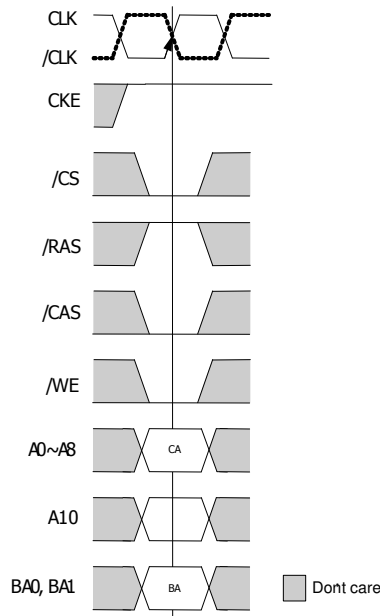 CLK
/CLK
CKE
/CS
/RAS
/CAS
/WE
A0~A8
CA
A10
BA0, BA1
BA
Dont care